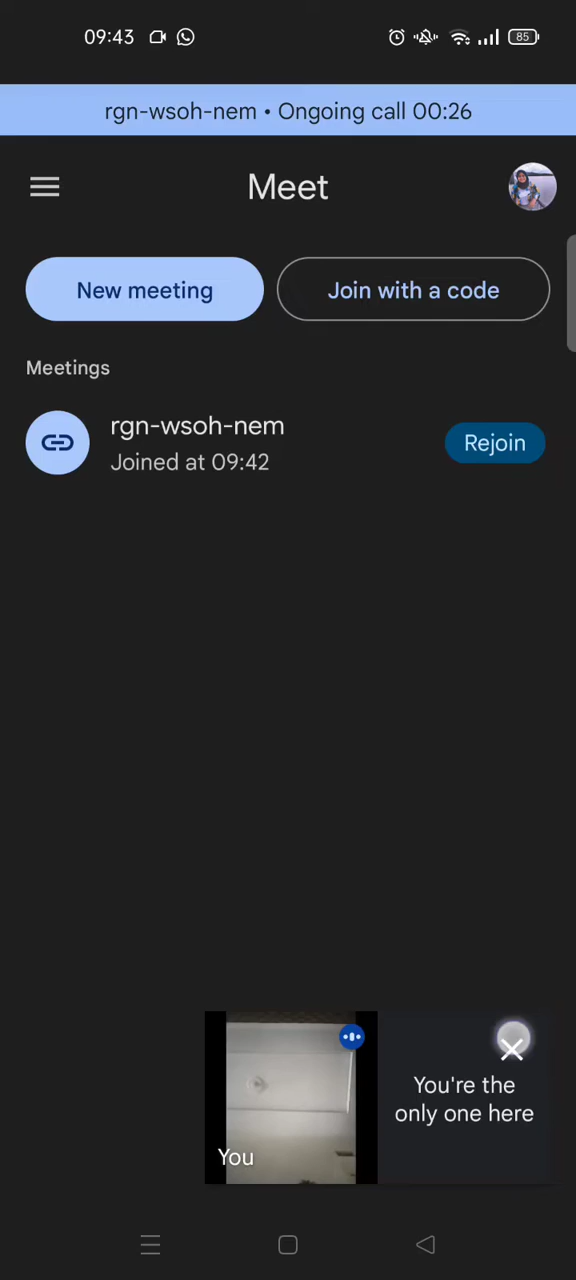 09:43
85
rgn-wsoh-nem • Ongoing call 00:26
Meet
New meeting
Join with a code
Meetings
rgn-wsoh-nem
Joined at 09:42
Rejoin
You're the
only one here
You